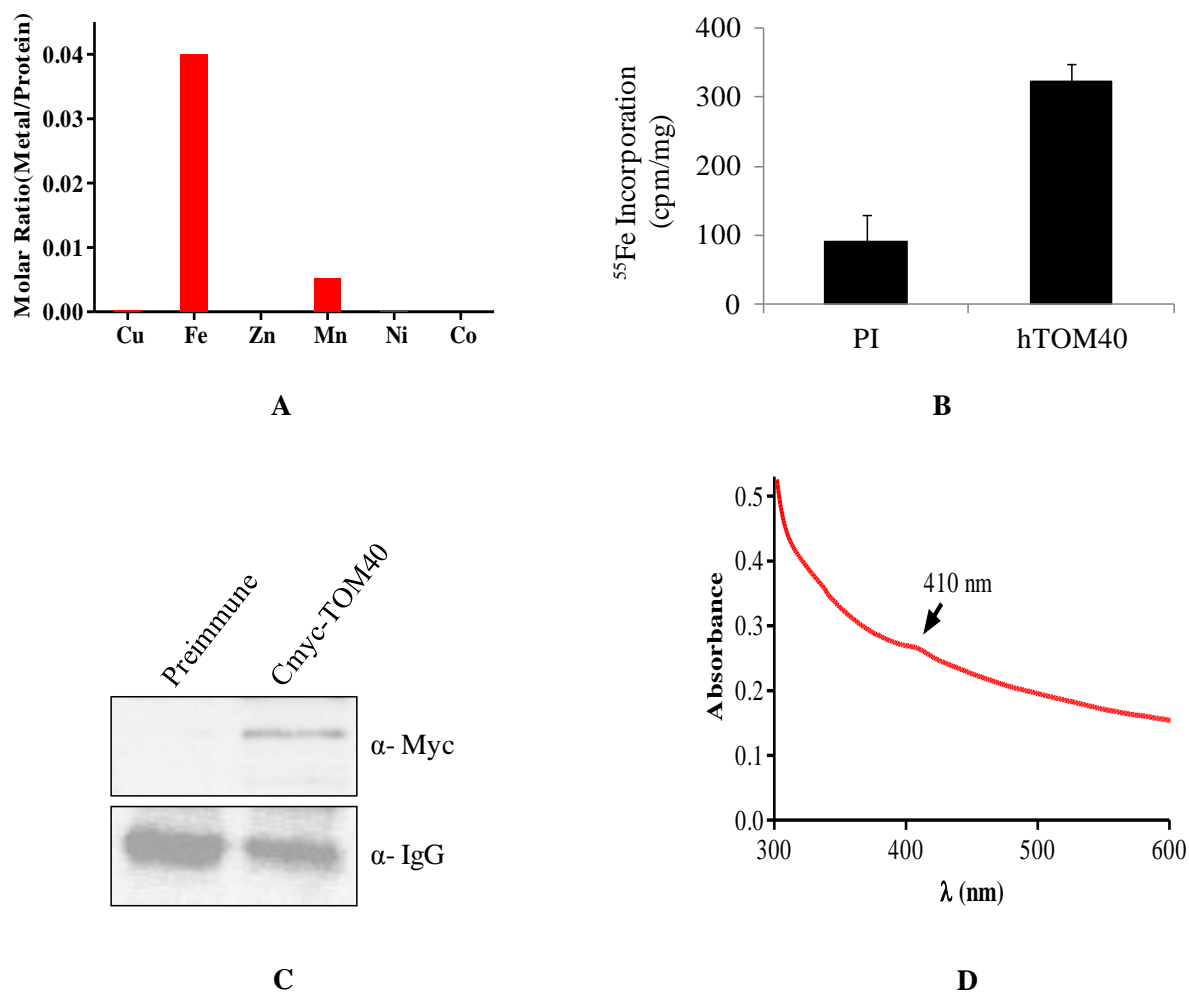 Molar Ratio(Metal/Protein)
0.04
0.03
0.02
0.01
0.00
Cu Fe Zn Mn Ni Co
A
⁵⁵Fe Incorporation
(cpm/mg)
400
300
200
100
0
PI hTOM40
B
Preimmune
Cmyc-TOM40
α- Myc
α- IgG
C
Absorbance
0.5
0.4
0.3
0.2
0.1
0.0
410 nm
300 400 500 600
λ (nm)
D